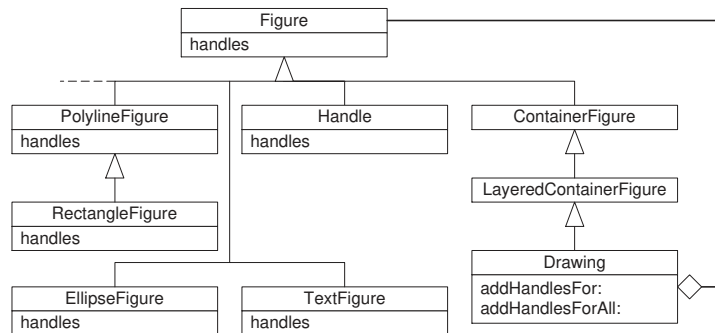 Figure
handles
PolylineFigure
handles
Handle
handles
ContainerFigure
RectangleFigure
handles
LayeredContainerFigure
Drawing
addHandlesFor:
addHandlesForAll:
EllipseFigure
handles
TextFigure
handles